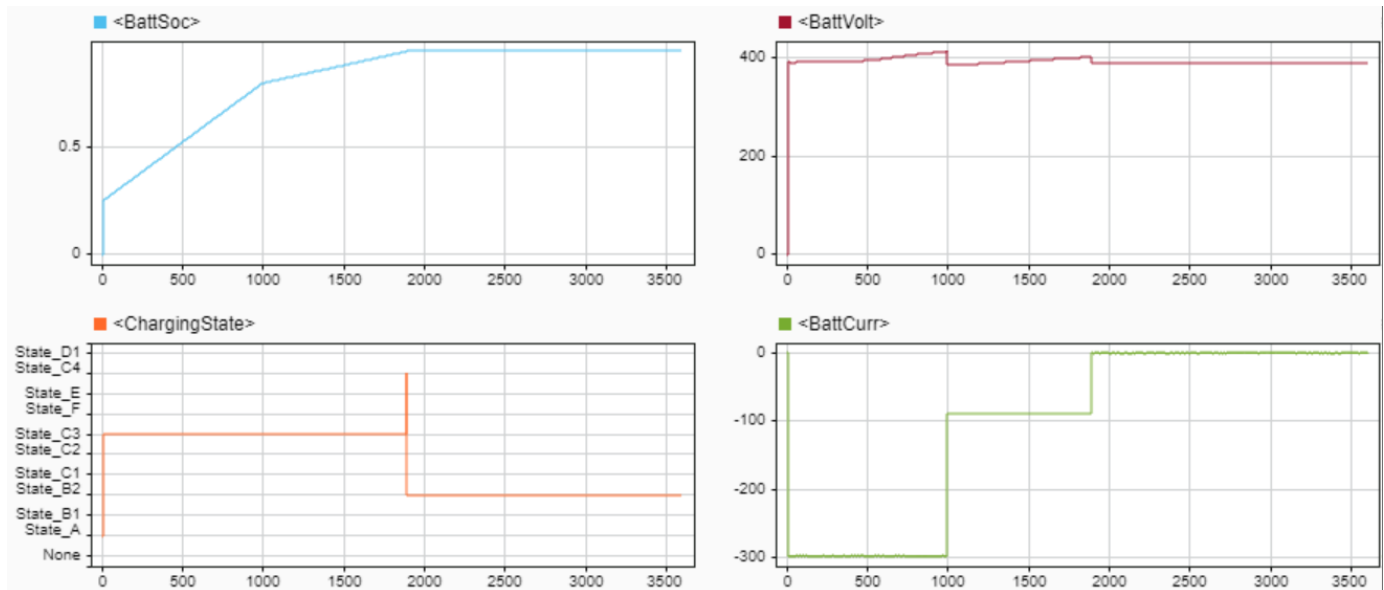 <BattSoc>
0.5
0
0 500 1000 1500 2000 2500 3000 3500
<BattVolt>
400
200
0
0 500 1000 1500 2000 2500 3000 3500
<ChargingState>
State_D1
State_C4
State_E
State_F
State_C3
State_C2
State_C1
State_B2
State_B1
State_A
None
0 500 1000 1500 2000 2500 3000 3500
<BattCurr>
0
-100
-200
-300
0 500 1000 1500 2000 2500 3000 3500